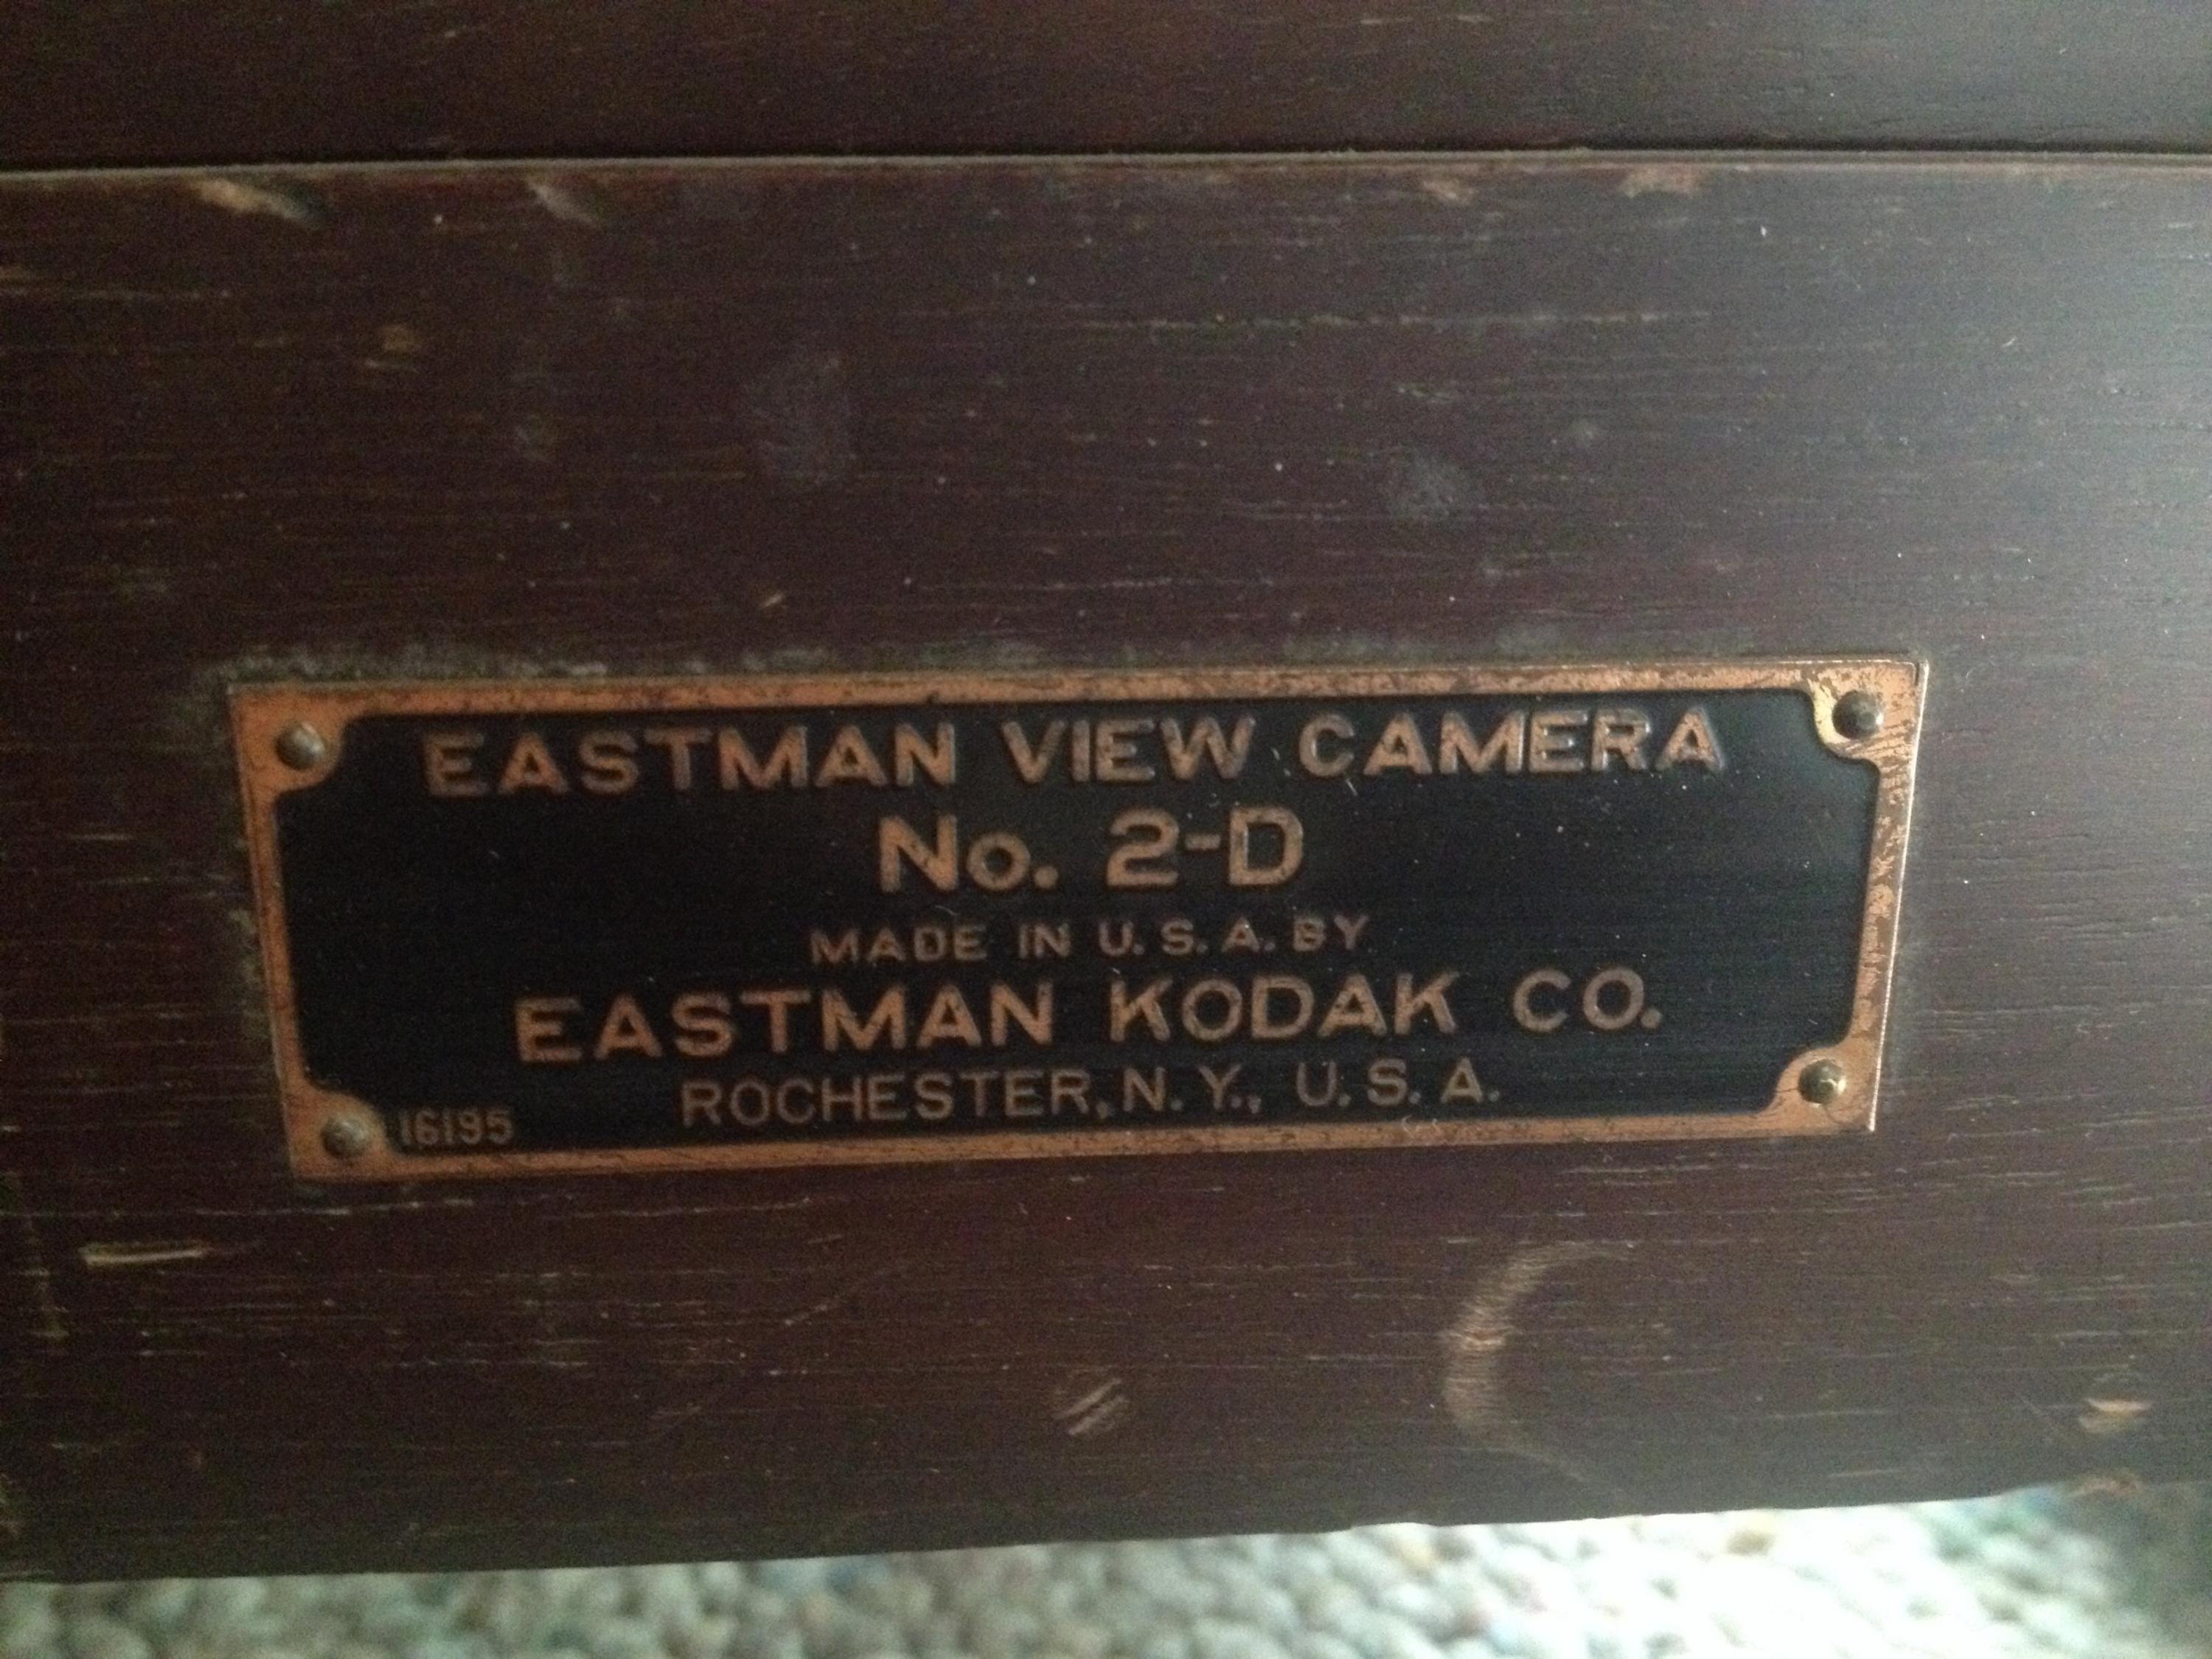 EASTMAN VIEW CAMERA
No. 2-D
MADE IN U. S. A. BY
EASTMAN KODAK CO.
ROCHESTER, N. Y., U. S. A.
16195